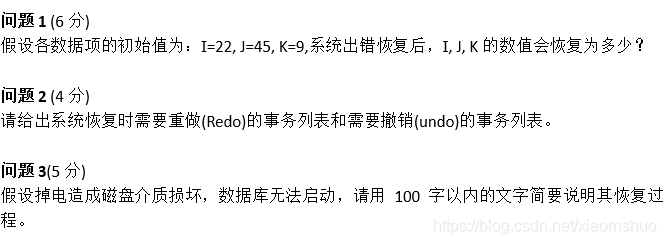 问题 1 (6 分)
假设各数据项的初始值为：I=22, J=45, K=9,系统出错恢复后，I, J, K 的数值会恢复为多少？
问题 2 (4 分)
请给出系统恢复时需要重做(Redo)的事务列表和需要撤销(undo)的事务列表。
问题 3(5 分)
假设掉电造成磁盘介质损坏，数据库无法启动，请用 100 字以内的文字简要说明其恢复过
程。
https://blog.csdn.net/xiaomshuo